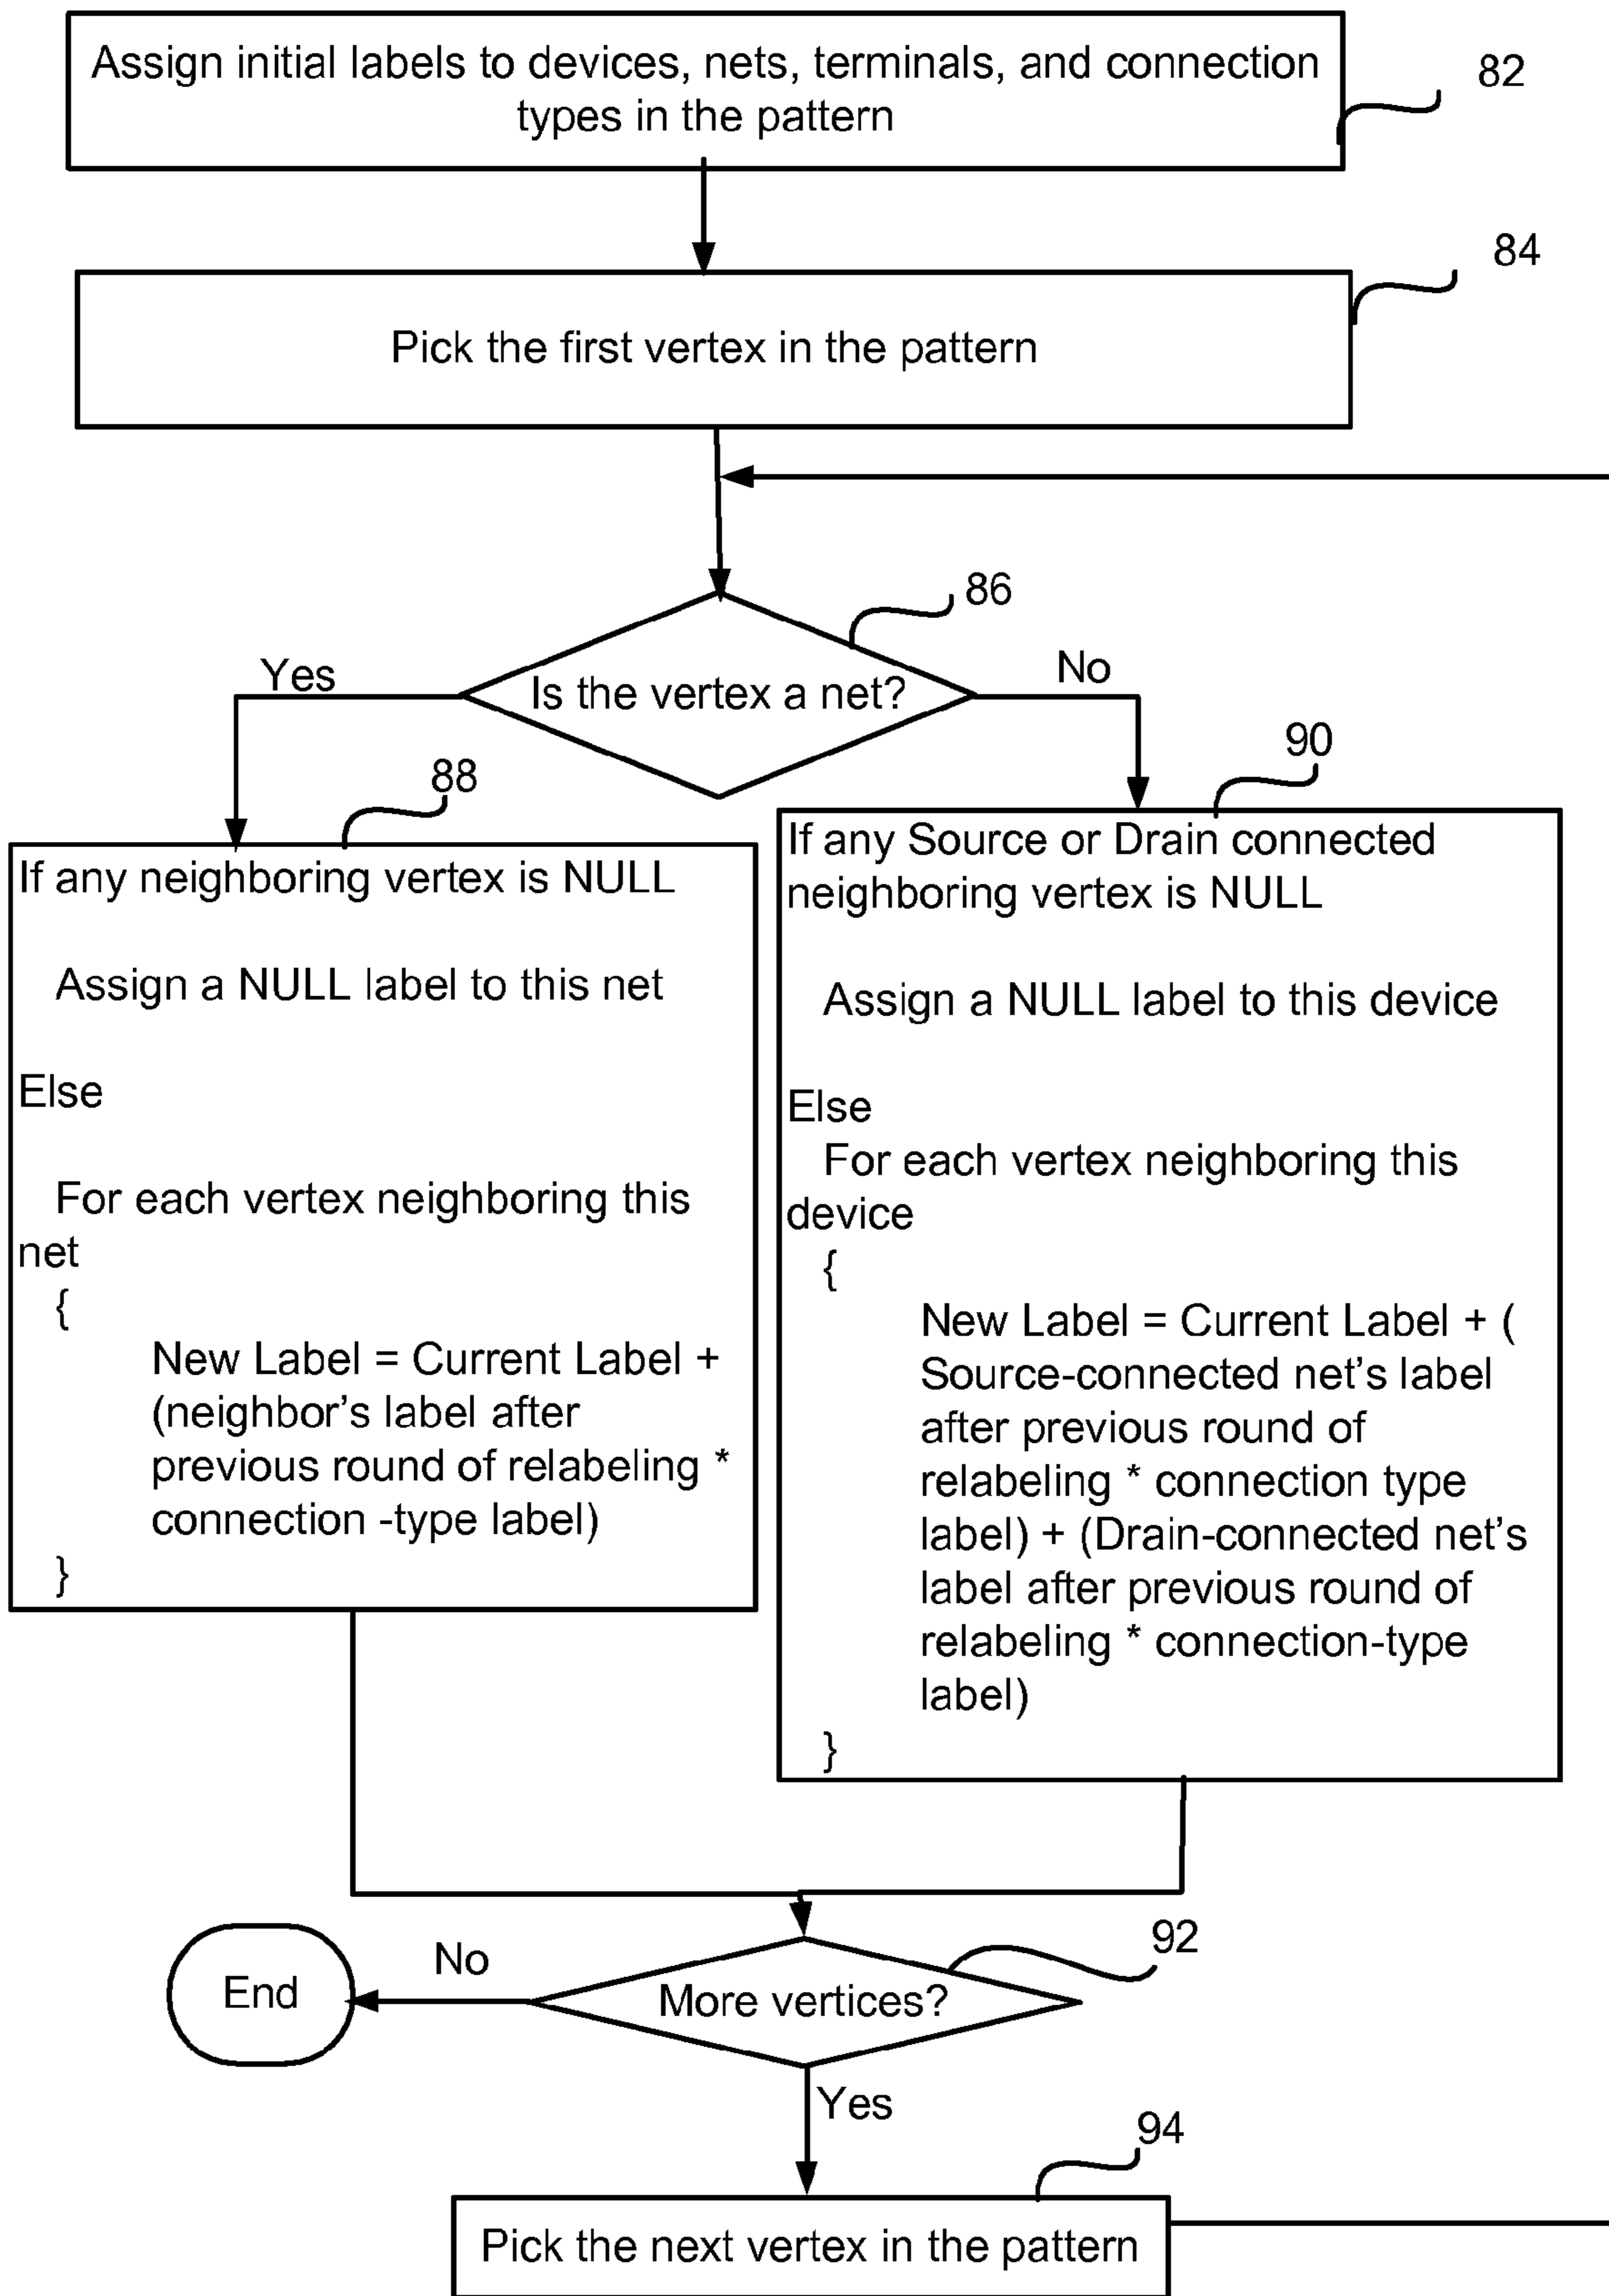 Assign initial labels to devices, nets, terminals, and connection
types in the pattern
82
84
Pick the first vertex in the pattern
86
Is the vertex a net?
Yes
No
88
90
If any neighboring vertex is NULL
Assign a NULL label to this net
Else
For each vertex neighboring this
net
{
New Label = Current Label +
(neighbor's label after
previous round of relabeling *
connection -type label)
}
If any Source or Drain connected
neighboring vertex is NULL
Assign a NULL label to this device
Else
For each vertex neighboring this
device
{
New Label = Current Label + (
Source-connected net's label
after previous round of
relabeling * connection type
label) + (Drain-connected net's
label after previous round of
relabeling * connection-type
label)
}
92
More vertices?
No
End
Yes
94
Pick the next vertex in the pattern